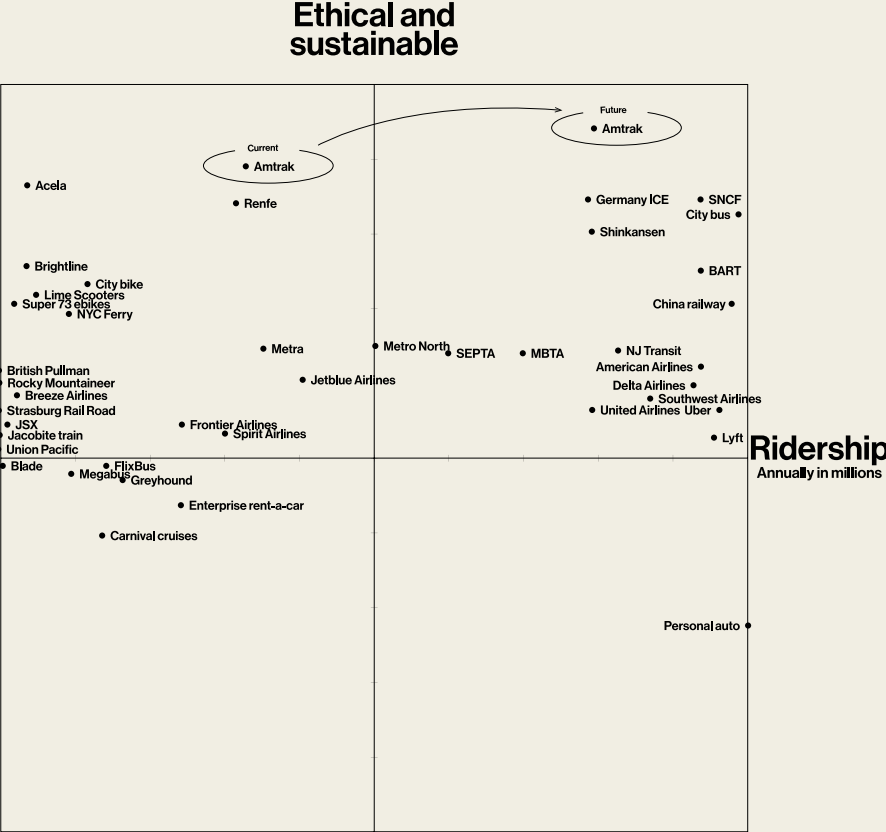 Ethical and
sustainable
Future
Amtrak
Current
Amtrak
Acela
Renfe
Germany ICE
SNCF
City bus
Shinkansen
Brightline
BART
City bike
Lime Scooters
Super 73 ebikes
China railway
NYC Ferry
Metra
Metro North
SEPTA
MBTA
NJ Transit
American Airlines
British Pullman
Rocky Mountaineer
Jetblue Airlines
Delta Airlines
Breeze Airlines
Southwest Airlines
Strasburg Rail Road
United Airlines
Uber
JSX
Frontier Airlines
Jacobite train
Spirit Airlines
Lyft
Union Pacific
Ridership
Annually in millions
Blade
FlixBus
Megabus
Greyhound
Enterprise rent-a-car
Carnival cruises
Personal auto